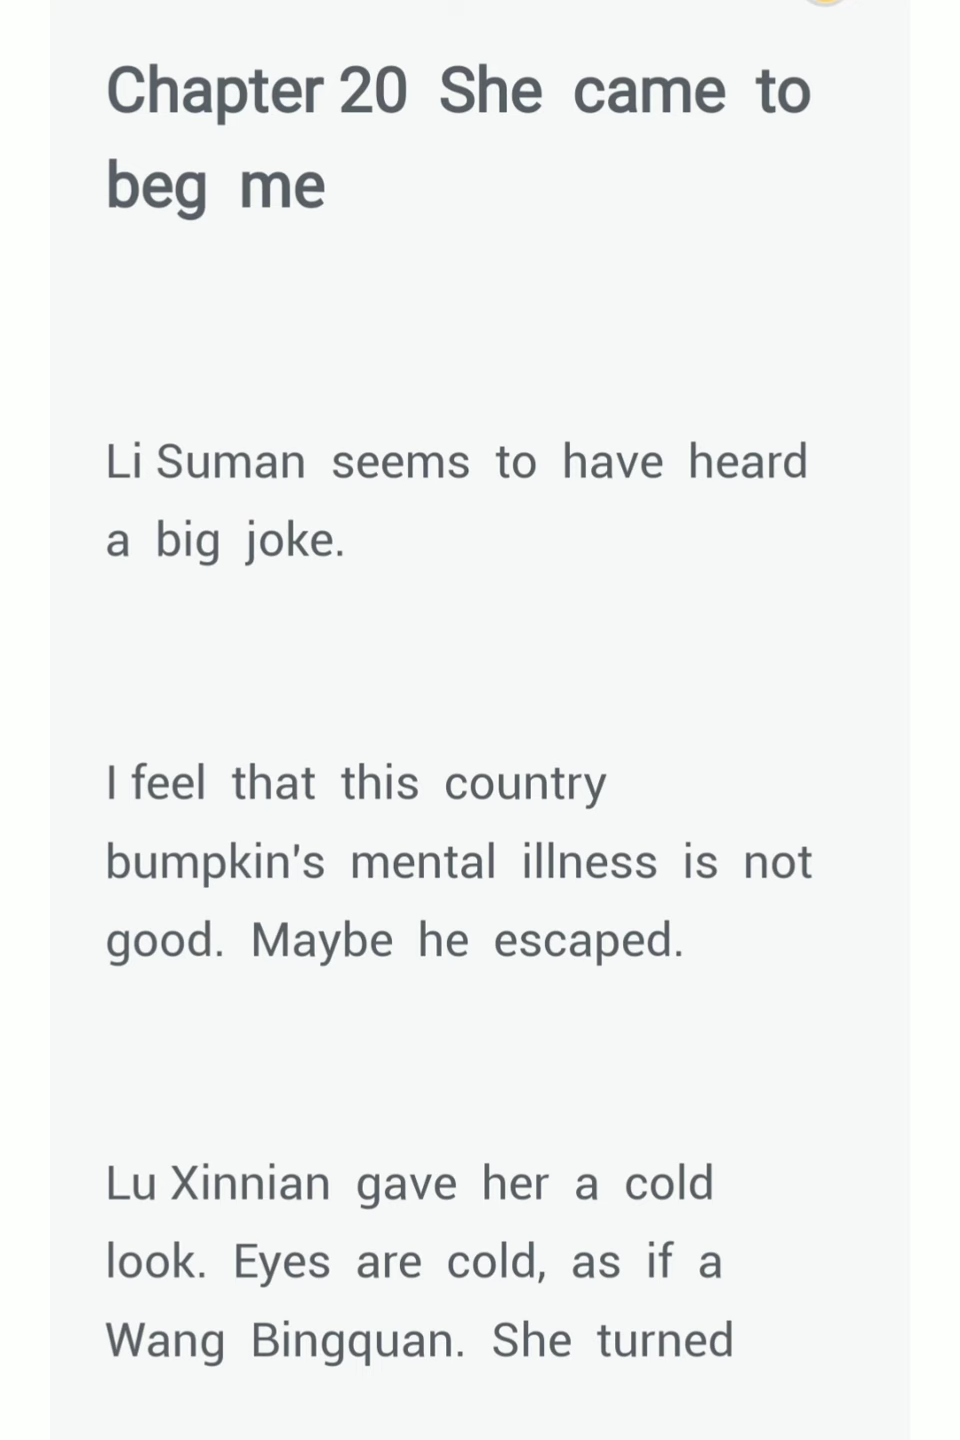 Chapter 20 She came to
beg me
Li Suman seems to have heard
a big joke.
I feel that this country
bumpkin's mental illness is not
good. Maybe he escaped.
Lu Xinnian gave her a cold
look. Eyes are cold, as if a
Wang Bingquan. She turned